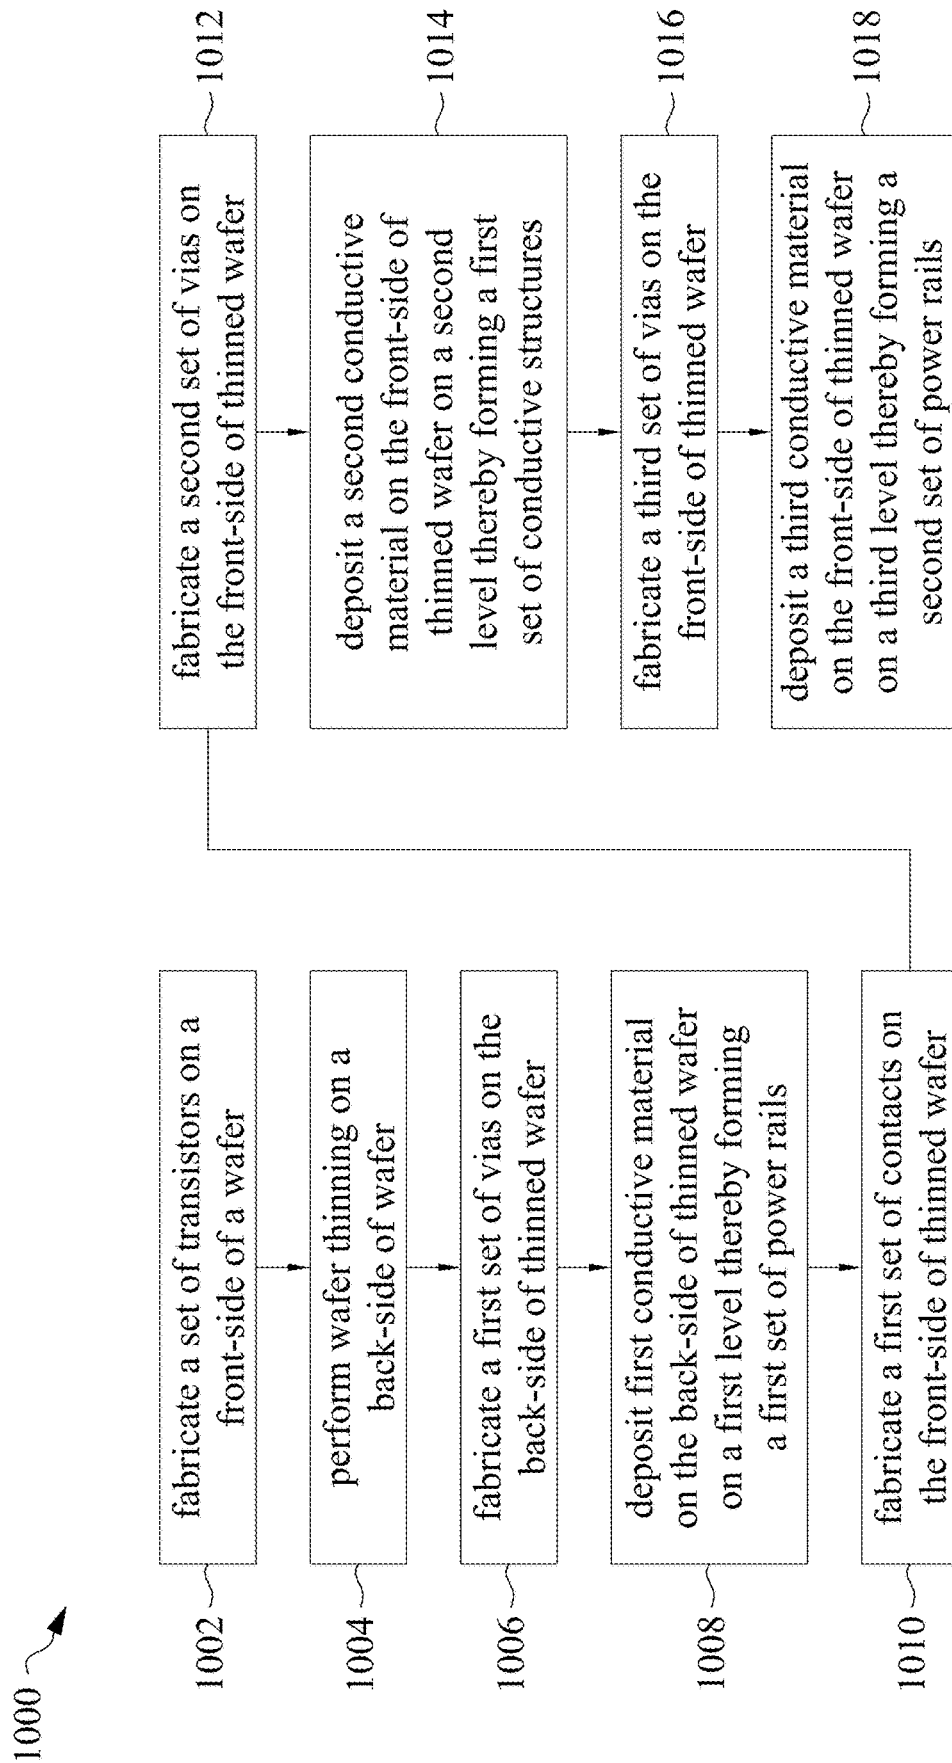 1000
1002
fabricate a set of transistors on a
front-side of a wafer
1004
perform wafer thinning on a
back-side of wafer
1006
fabricate a first set of vias on the
back-side of thinned wafer
1008
deposit first conductive material
on the back-side of thinned wafer
on a first level thereby forming
a first set of power rails
1010
fabricate a first set of contacts on
the front-side of thinned wafer
1012
fabricate a second set of vias on
the front-side of thinned wafer
1014
deposit a second conductive
material on the front-side of
thinned wafer on a second
level thereby forming a first
set of conductive structures
1016
fabricate a third set of vias on the
front-side of thinned wafer
1018
deposit a third conductive material
on the front-side of thinned wafer
on a third level thereby forming a
second set of power rails